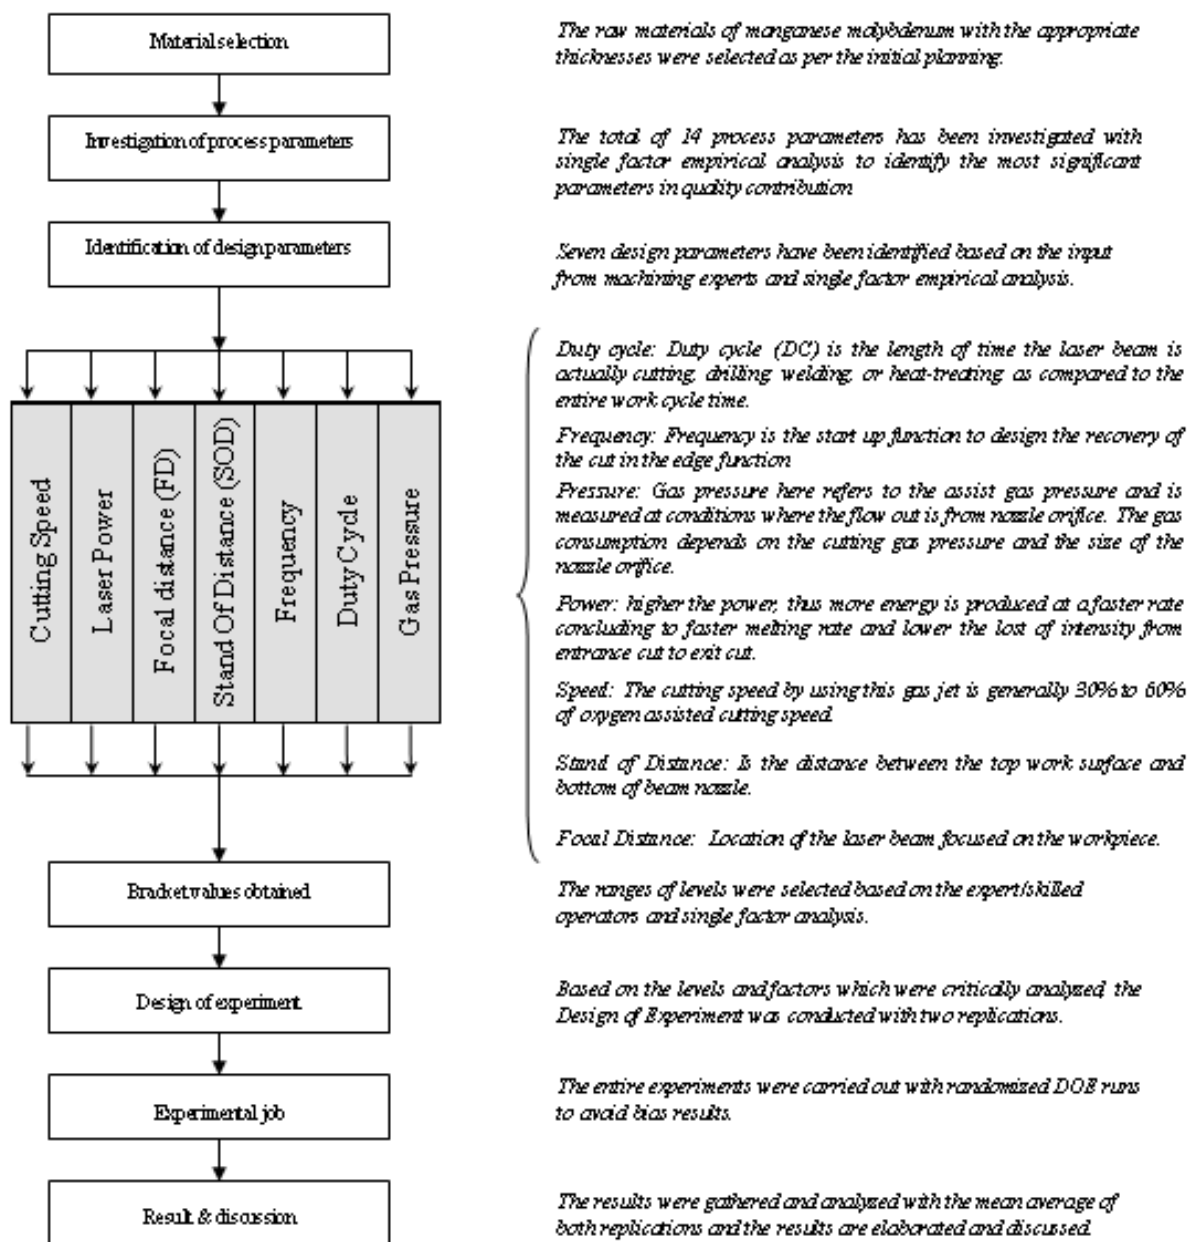 Material selection
The raw materials of manganese molybdenum with the appropriate
thicknesses were selected as per the initial planning.
Investigation of process parameters
The total of 14 process parameters has been investigated with
single factor empirical analysis to identify the most significant
parameters in quality contribution
Identification of design parameters
Seven design parameters have been identified based on the input
from machining experts and single factor empirical analysis.
Cutting Speed
Laser Power
Focal distance (FD)
Stand Of Distance (SOD)
Frequency
Duty Cycle
Gas Pressure
Duty cycle: Duty cycle (DC) is the length of time the laser beam is
actually cutting, drilling, welding, or heat-treating, as compared to the
entire work cycle time.
Frequency: Frequency is the start up function to design the recovery of
the cut in the edge function
Pressure: Gas pressure here refers to the assist gas pressure and is
measured at conditions where the flow out is from nozzle orifice. The gas
consumption depends on the cutting gas pressure and the size of the
nozzle orifice.
Power: higher the power, thus more energy is produced at a faster rate
concluding to faster melting rate and lower the lost of intensity from
entrance cut to exit cut.
Speed: The cutting speed by using this gas jet is generally 30% to 60%
of oxygen assisted cutting speed.
Stand of Distance: Is the distance between the top work surface and
bottom of beam nozzle.
Focal Distance: Location of the laser beam focused on the workpiece.
Bracket values obtained
The ranges of levels were selected based on the expert/skilled
operators and single factor analysis.
Design of experiment
Based on the levels and factors which were critically analyzed, the
Design of Experiment was conducted with two replications.
Experimental job
The entire experiments were carried out with randomized DOE runs
to avoid bias results.
Result & discussion
The results were gathered and analyzed with the mean average of
both replications and the results are elaborated and discussed.